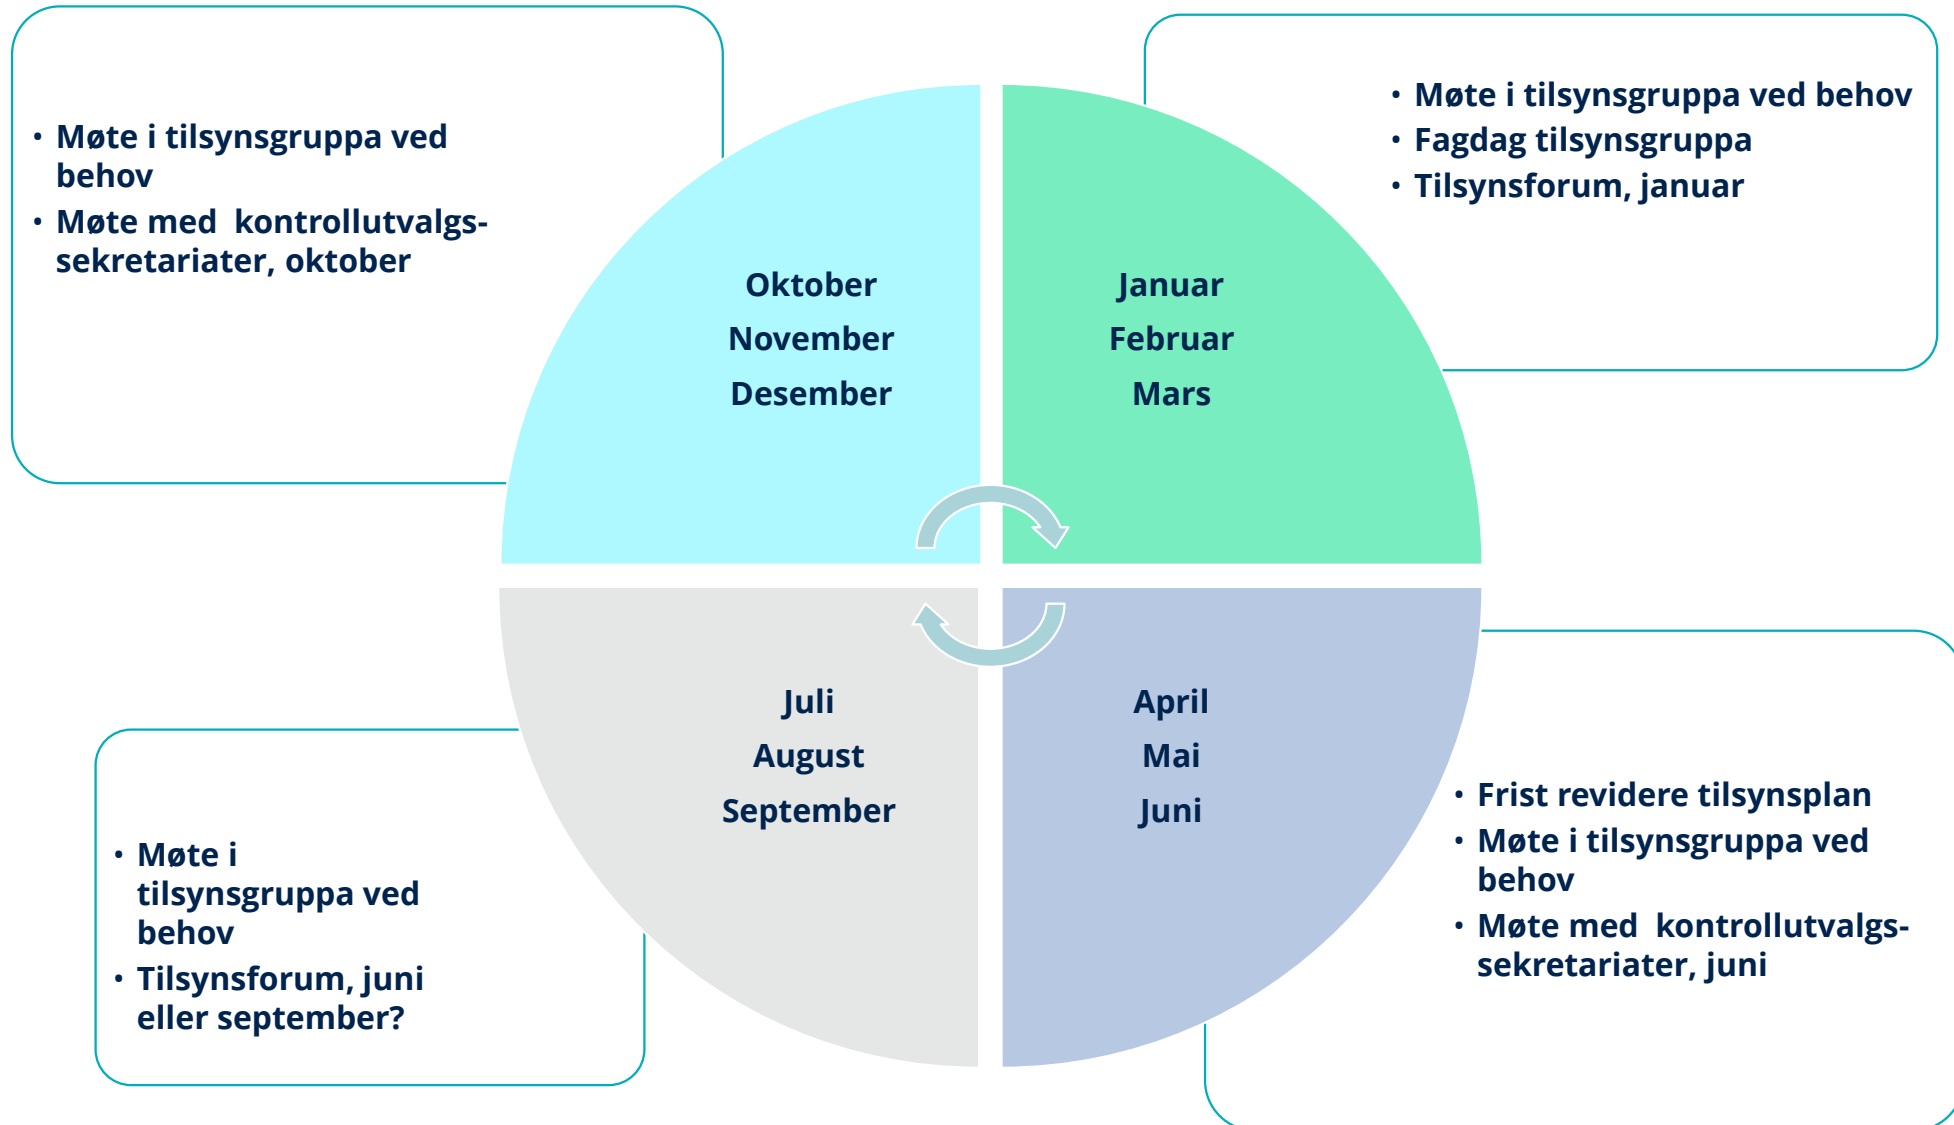 • Møte i tilsynsgruppa ved
behov
• Møte med  kontrollutvalgs-
sekretariater, oktober
• Møte i tilsynsgruppa ved behov
• Fagdag tilsynsgruppa
• Tilsynsforum, januar
Oktober
November
Desember
Januar
Februar
Mars
Juli
August
September
April
Mai
Juni
• Møte i
tilsynsgruppa ved
behov
• Tilsynsforum, juni
eller september?
• Frist revidere tilsynsplan
• Møte i tilsynsgruppa ved
behov
• Møte med  kontrollutvalgs-
sekretariater, juni